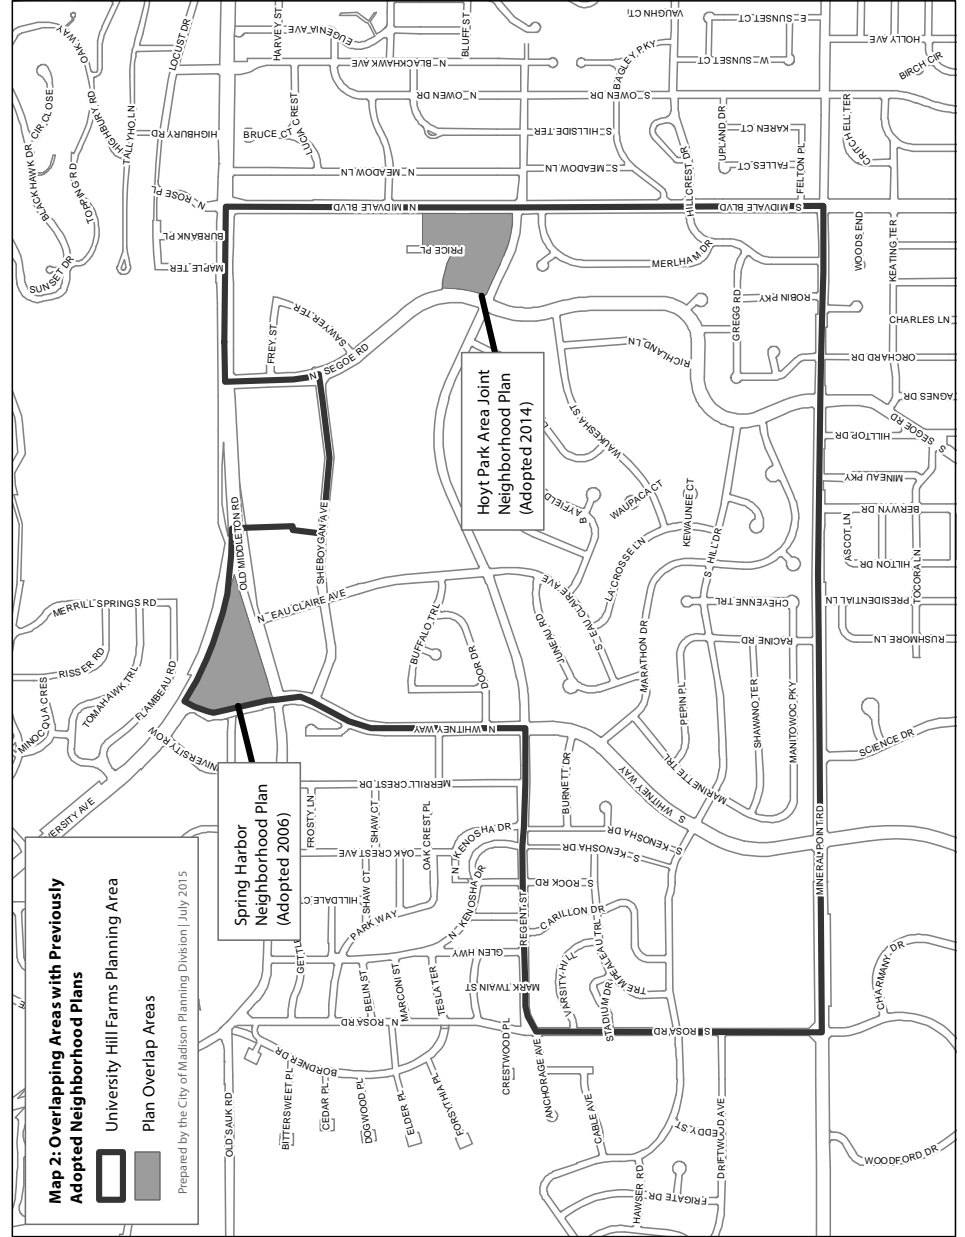 Map 2: Overlapping Areas with Previously
Adopted Neighborhood Plans
University Hill Farms Planning Area
Plan Overlap Areas
Prepared by the City of Madison Planning Division | July 2015
Spring Harbor
Neighborhood Plan
(Adopted 2006)
Hoyt Park Area Joint
Neighborhood Plan
(Adopted 2014)
OAK WAY
CIR CLOSE
BLACKHAWK DR
TOPPING RD
HIGHBURY RD
TALLYHO LN
LOCUST DR
SUNSET DR
HIGHBURY RD
N ROSE PL
BURBANK PL
MAPLE TER
HARVEY ST
EUGENIA AVE
N BLACKHAWK AVE
BLUFF ST
BRUCE CT
LUCIA CREST
N OWEN DR
N MEADOW LN
S OWEN DR
S HILLSIDE TER
S MEADOW LN
BAGLEY PKY
VAUGHN CT
E SUNSET CT
W SUNSET CT
HOLLY AVE
BIRCH CIR
CRITCHELL TER
UPLAND DR
KAREN CT
FALLES CT
FELTON PL
HILLCREST DR
N MIDVALE BLVD
S MIDVALE BLVD
PRICE PL
MERLHAM DR
GREGG RD
ROBIN PKY
WOODS END
KEATING TER
CHARLES LN
ORCHARD DR
AGNES DR
SEGOE RD
S
HILLTOP DR
MINEAU PKY
BERWYN DR
ASCOT LN
HILTON DR
TOCORA LN
PRESIDENTIAL LN
RUSHMORE LN
FREY ST
SAWYER TER
N SEGOE RD
RICHLAND LN
WAUKESHA ST
BAYFIELD
WAUPACA CT
KEWAUNEE CT
LA CROSSE LN
S HILL DR
CHEYENNE TRL
RACINE RD
OLD MIDDLETON RD
SHEBOYGAN AVE
N EAU CLAIRE AVE
S EAU CLAIRE AVE
BUFFALO TRL
DOOR DR
JUNEAU RD
MARATHON DR
PEPIN PL
SHAWANO TER
MANITOWOC PKY
MARINETTE TRL
MERRILL SPRINGS RD
RISSER RD
MINOCQUA CRES
TOMAHAWK TRL
FLAMBEAU RD
UNIVERSITY ROW
ERSITY AVE
N WHITNEY WAY
S WHITNEY WAY
BURNETT DR
SCIENCE DR
MINERAL POINT RD
MERRILL CREST DR
FROSTY LN
SHAW CT
OAK CREST PL
OAK CREST AVE
HILLDALE CT
SHAW CT
PARK WAY
N KENOSHA DR
N KENOSHA DR
S KENOSHA DR
S KENOSHA DR
S ROCK RD
REGENT ST
CARILLON DR
GLEN HWY
MARK TWAIN ST
VARSITY HILL
TREMPEALEAU TRL
STADIUM DR
CHARMANY DR
GETTL
BELIN ST
MARCONI ST
TESLA TER
N ROSA RD
S ROSA RD
BORDNER DR
OLD SAUK RD
BITTERSWEET PL
CEDAR PL
DOGWOOD PL
ELDER PL
FORSYTHIA PL
CRESTWOOD PL
ANCHORAGE AVE
CABLE AVE
EDDY ST
DRIFTWOOD AVE
HAWSER RD
FRIGATE DR
WOODFORD DR